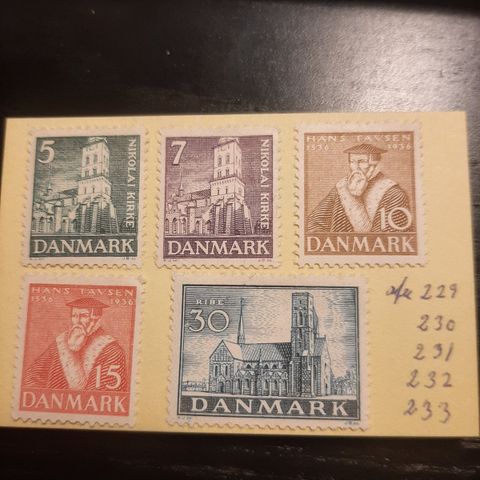 5
NIKOLAI KIRKE
DANMARK
7
NIKOLAI KIRKE
DANMARK
HANS TAVSEN
1536 1936
10
DANMARK
HANS TAVSEN
1536 1936
15
DANMARK
RIBE
30
DANMARK
afa 229
230
231
232
233